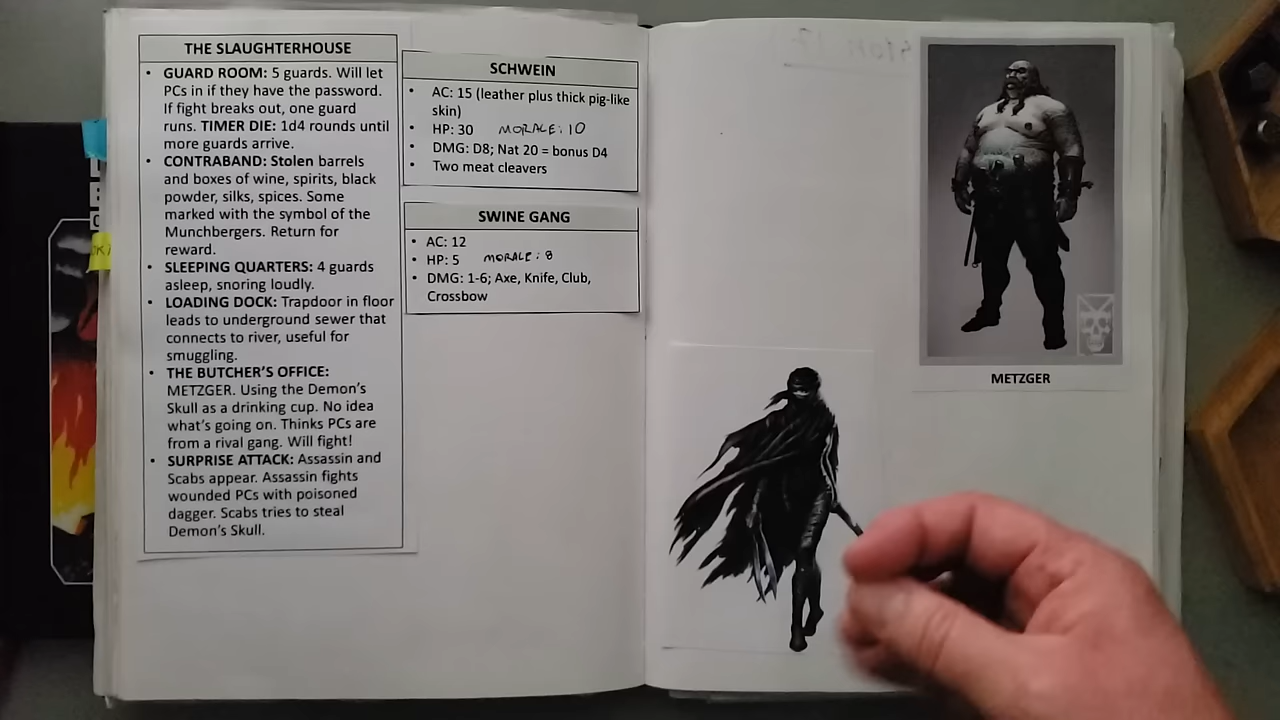 THE SLAUGHTERHOUSE
• GUARD ROOM: 5 guards. Will let
PCs in if they have the password.
If fight breaks out, one guard
runs. TIMER DIE: 1d4 rounds until
more guards arrive.
• CONTRABAND: Stolen barrels
and boxes of wine, spirits, black
powder, silks, spices. Some
marked with the symbol of the
Munchbergers. Return for
reward.
• SLEEPING QUARTERS: 4 guards
asleep, snoring loudly.
• LOADING DOCK: Trapdoor in floor
leads to underground sewer that
connects to river, useful for
smuggling.
• THE BUTCHER'S OFFICE:
METZGER. Using the Demon's
Skull as a drinking cup. No idea
what's going on. Thinks PCs are
from a rival gang. Will fight!
• SURPRISE ATTACK: Assassin and
Scabs appear. Assassin fights
wounded PCs with poisoned
dagger. Scabs tries to steal
Demon's Skull.
SCHWEIN
• AC: 15 (leather plus thick pig-like
skin)
• HP: 30 MORALE: 10
• DMG: D8; Nat 20 = bonus D4
• Two meat cleavers
SWINE GANG
• AC: 12
• HP: 5 MORALE: 8
• DMG: 1-6; Axe, Knife, Club,
Crossbow
METZGER